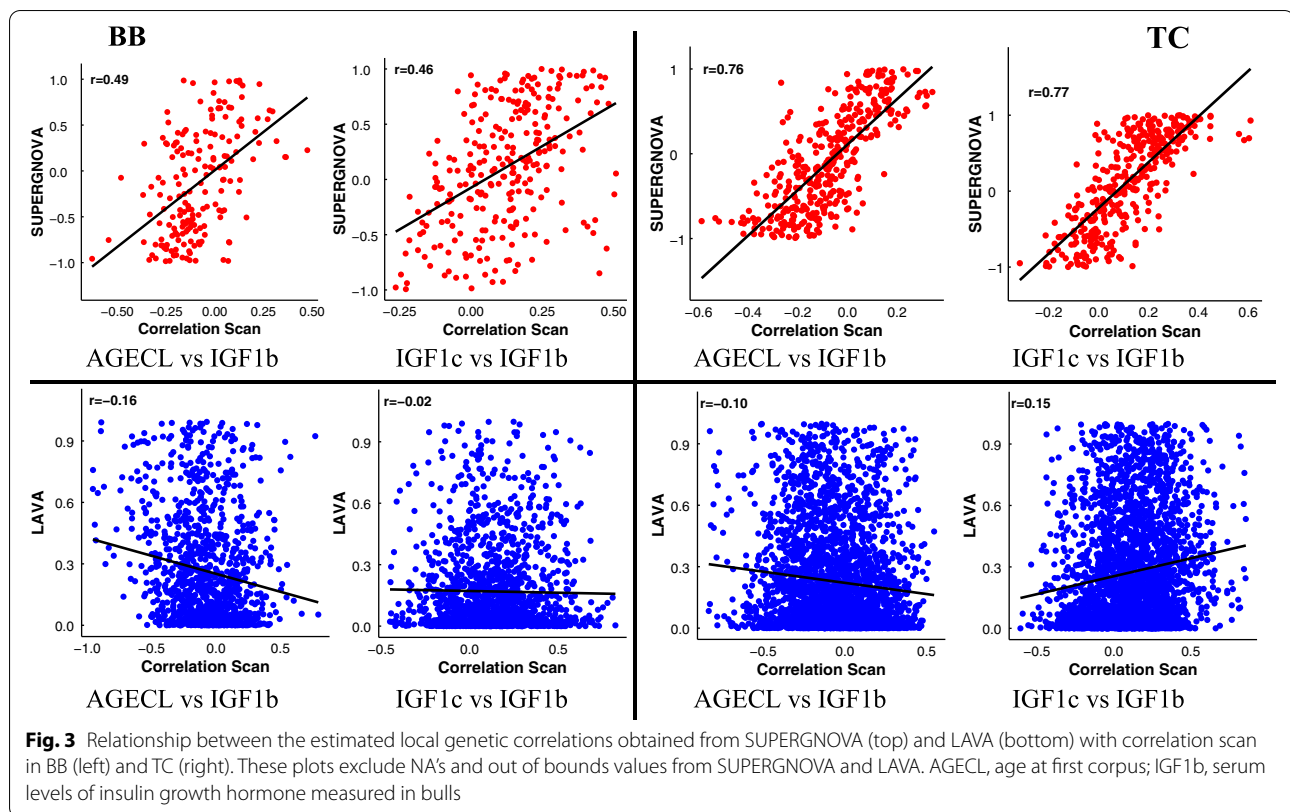 BB
TC
r=0.49
SUPERGNOVA
1.0
0.5
0.0
−0.5
−1.0
−0.50 −0.25 0.00 0.25 0.50
Correlation Scan
AGECL vs IGF1b
r=0.46
SUPERGNOVA
1.0
0.5
0.0
−0.5
−1.0
−0.25 0.00 0.25 0.50
Correlation Scan
IGF1c vs IGF1b
r=0.76
SUPERGNOVA
1
0
−1
−0.6 −0.4 −0.2 0.0 0.2
Correlation Scan
AGECL vs IGF1b
r=0.77
SUPERGNOVA
1
0
−1
−0.2 0.0 0.2 0.4 0.6
Correlation Scan
IGF1c vs IGF1b
r=−0.16
LAVA
0.9
0.6
0.3
0.0
−1.0 −0.5 0.0 0.5
Correlation Scan
AGECL vs IGF1b
r=−0.02
LAVA
0.9
0.6
0.3
0.0
−0.5 0.0 0.5
Correlation Scan
IGF1c vs IGF1b
r=−0.10
LAVA
0.9
0.6
0.3
0.0
−0.5 0.0 0.5
Correlation Scan
AGECL vs IGF1b
r=0.15
LAVA
0.9
0.6
0.3
0.0
−0.5 0.0 0.5
Correlation Scan
IGF1c vs IGF1b
Fig. 3 Relationship between the estimated local genetic correlations obtained from SUPERGNOVA (top) and LAVA (bottom) with correlation scan
in BB (left) and TC (right). These plots exclude NA's and out of bounds values from SUPERGNOVA and LAVA. AGECL, age at first corpus; IGF1b, serum
levels of insulin growth hormone measured in bulls